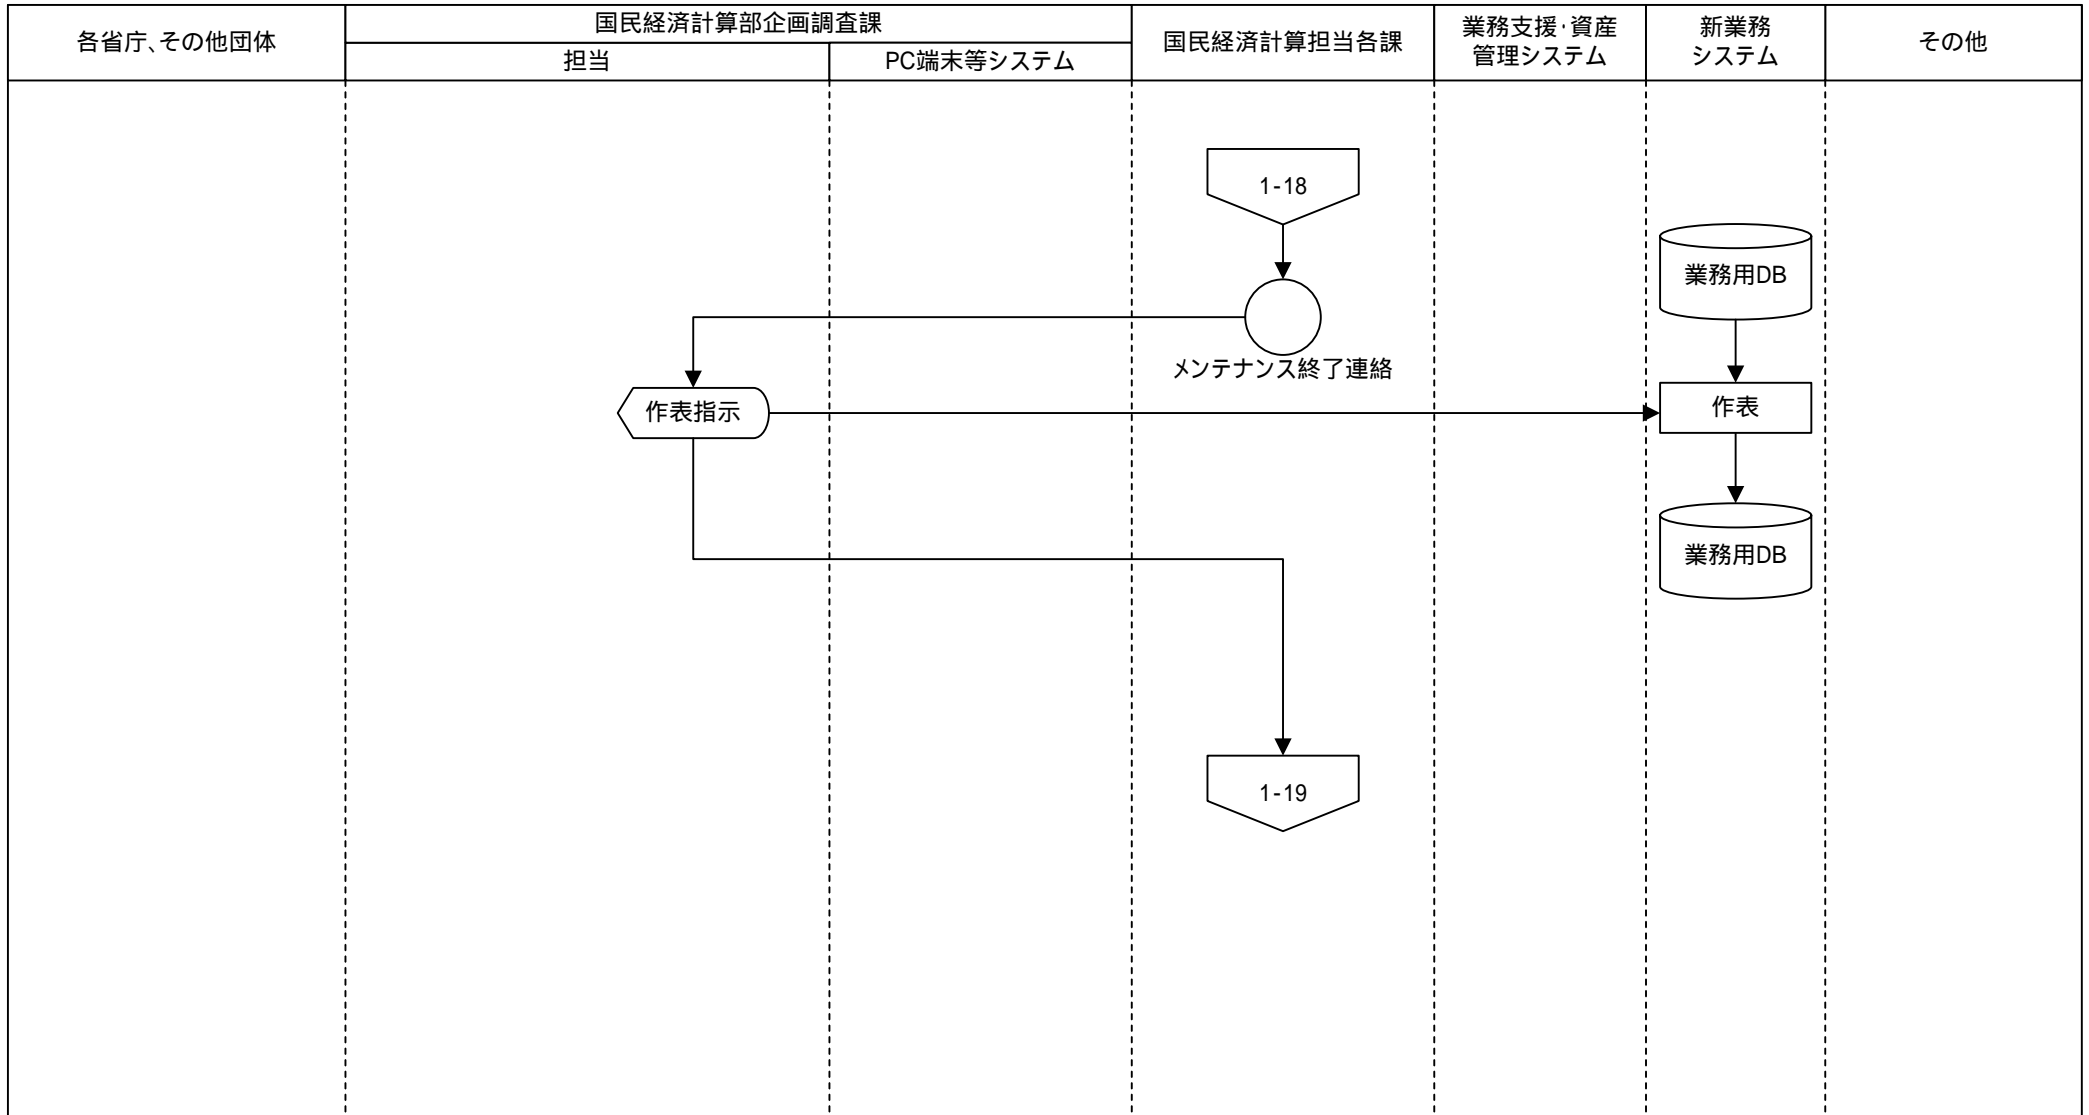 各省庁、その他団体
国民経済計算部企画調査課
担当
PC端末等システム
国民経済計算担当各課
業務支援・資産
管理システム
新業務
システム
その他
1-18
業務用DB
メンテナンス終了連絡
作表指示
作表
業務用DB
1-19